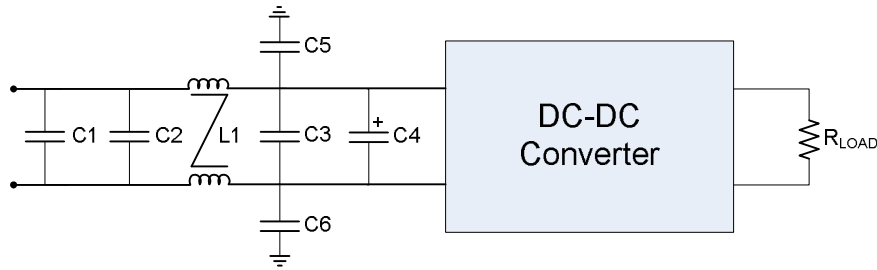 C5
C1
C2
L1
C3
C4
C6
DC-DC
Converter
RLOAD